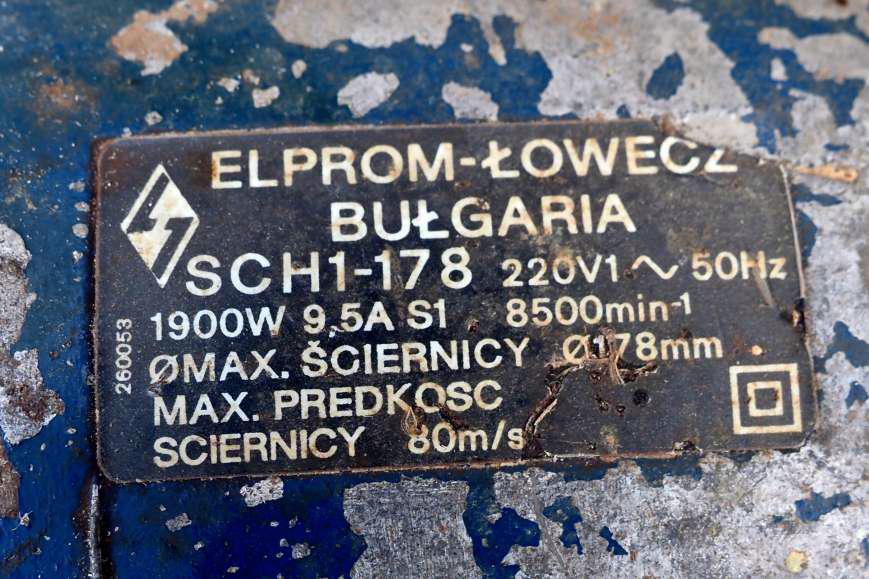 ELPROM-ŁOWECZ
BUŁGARIA
SCH1-178 220V1 ~ 50Hz
1900W 9,5A S1 8500min-1
ØMAX. ŚCIERNICY Ø178mm
MAX. PREDKOSC
SCIERNICY 80m/s
260053